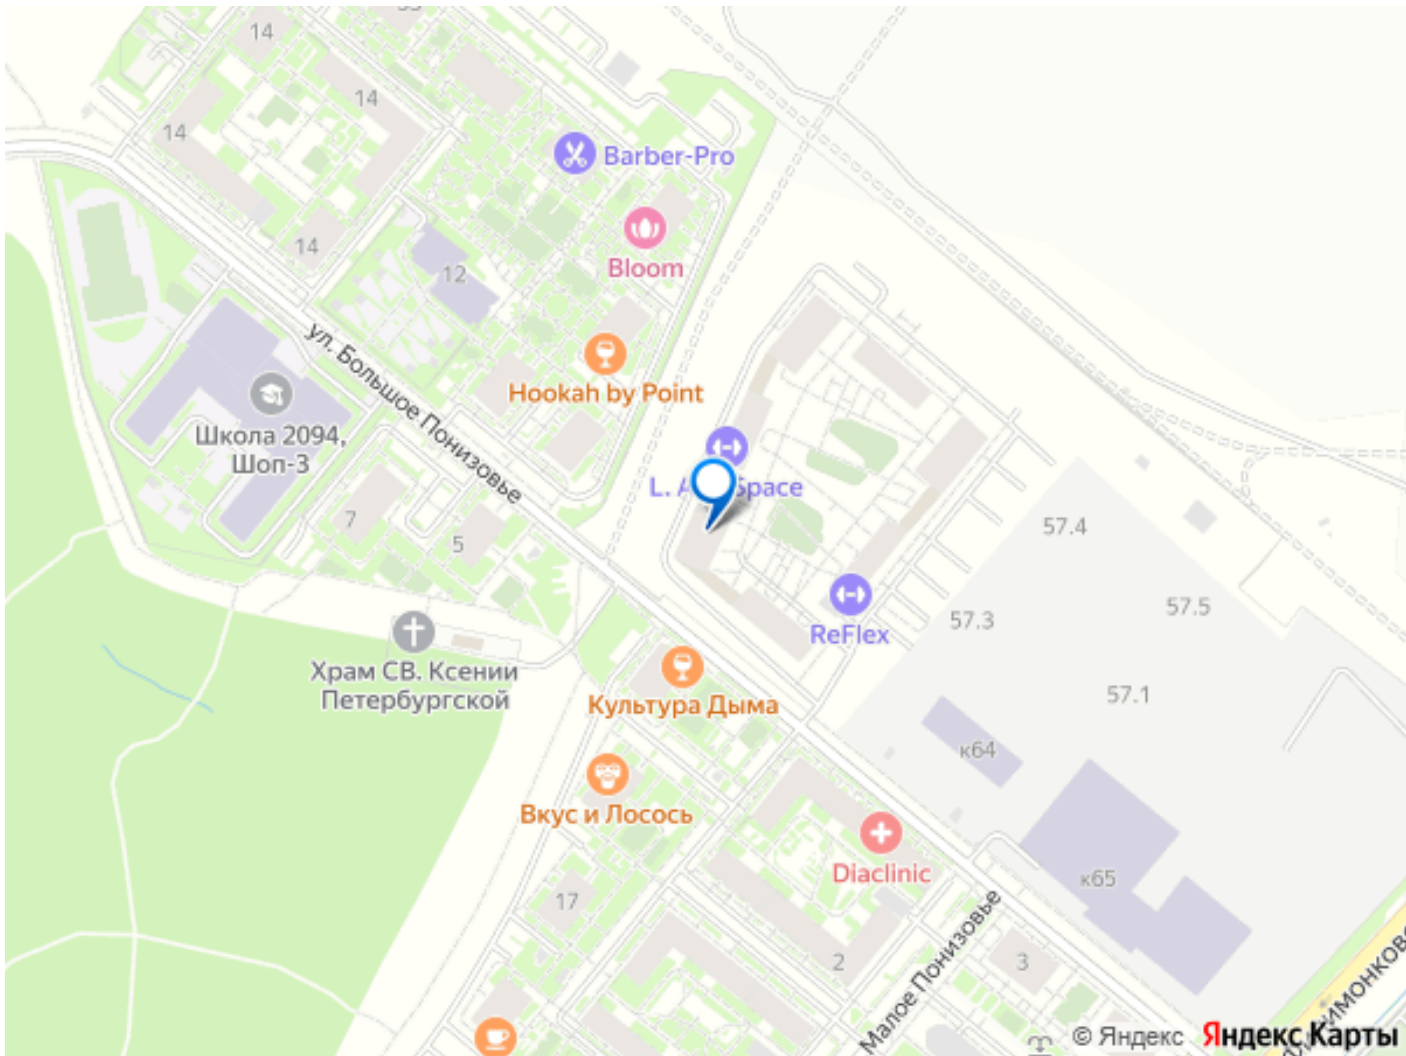 14
14
14
14
Barber-Pro
Bloom
12
ул. Большое Понизовье
Hookah by Point
Школа 2094,
Шоп-3
Space
7
5
57.4
57.3
57.5
ReFlex
Храм СВ. Ксении
Петербургской
Культура Дыма
57.1
к64
Вкус и Лосось
Diaclinic
к65
17
2
3
Малое Понизовье
© Яндекс Яндекс Карты